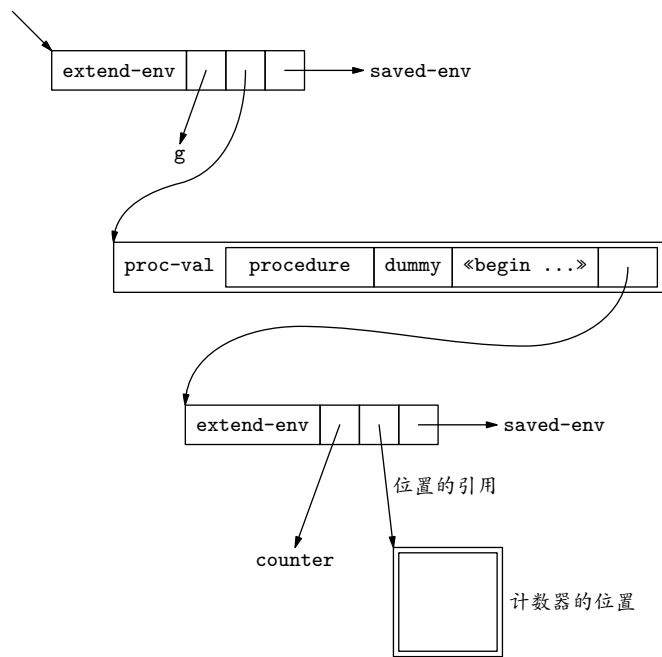 extend-env
saved-env
g
proc-val procedure dummy «begin ...»
extend-env
saved-env
位置的引用
counter
计数器的位置